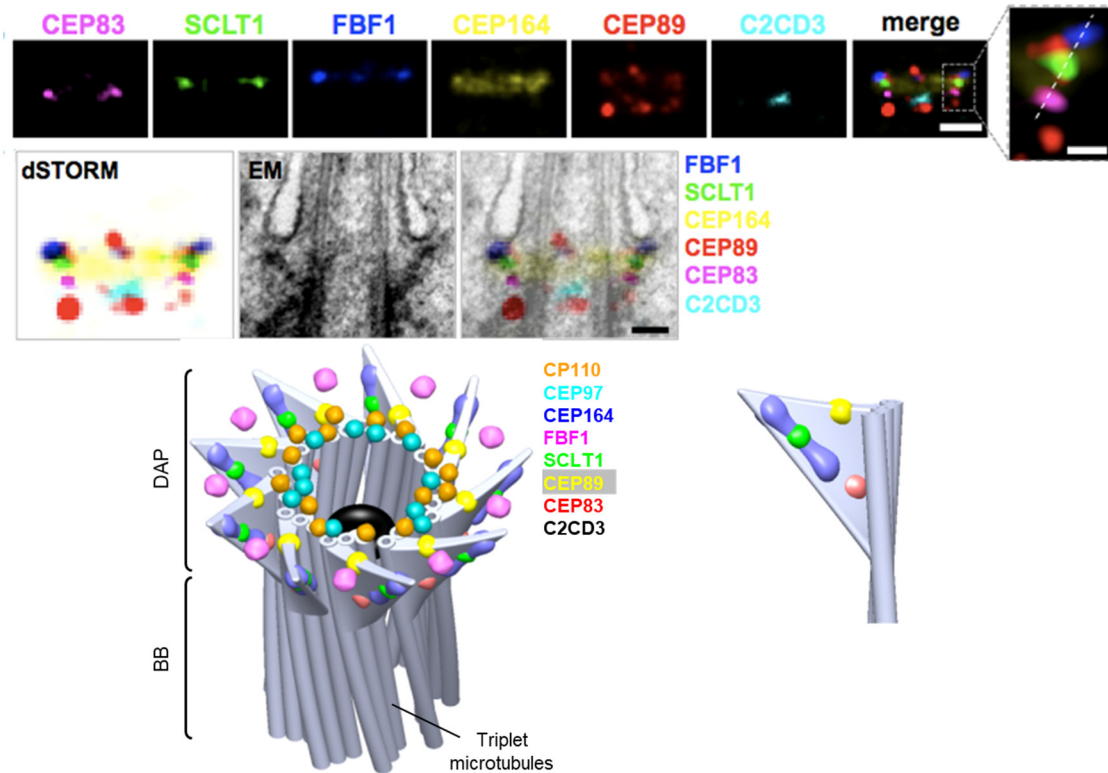 CEP83 SCLT1 FBF1 CEP164 CEP89 C2CD3 merge
dSTORM EM
FBF1
SCLT1
CEP164
CEP89
CEP83
C2CD3
DAP
BB
CP110
CEP97
CEP164
FBF1
SCLT1
CEP89
CEP83
C2CD3
Triplet
microtubules